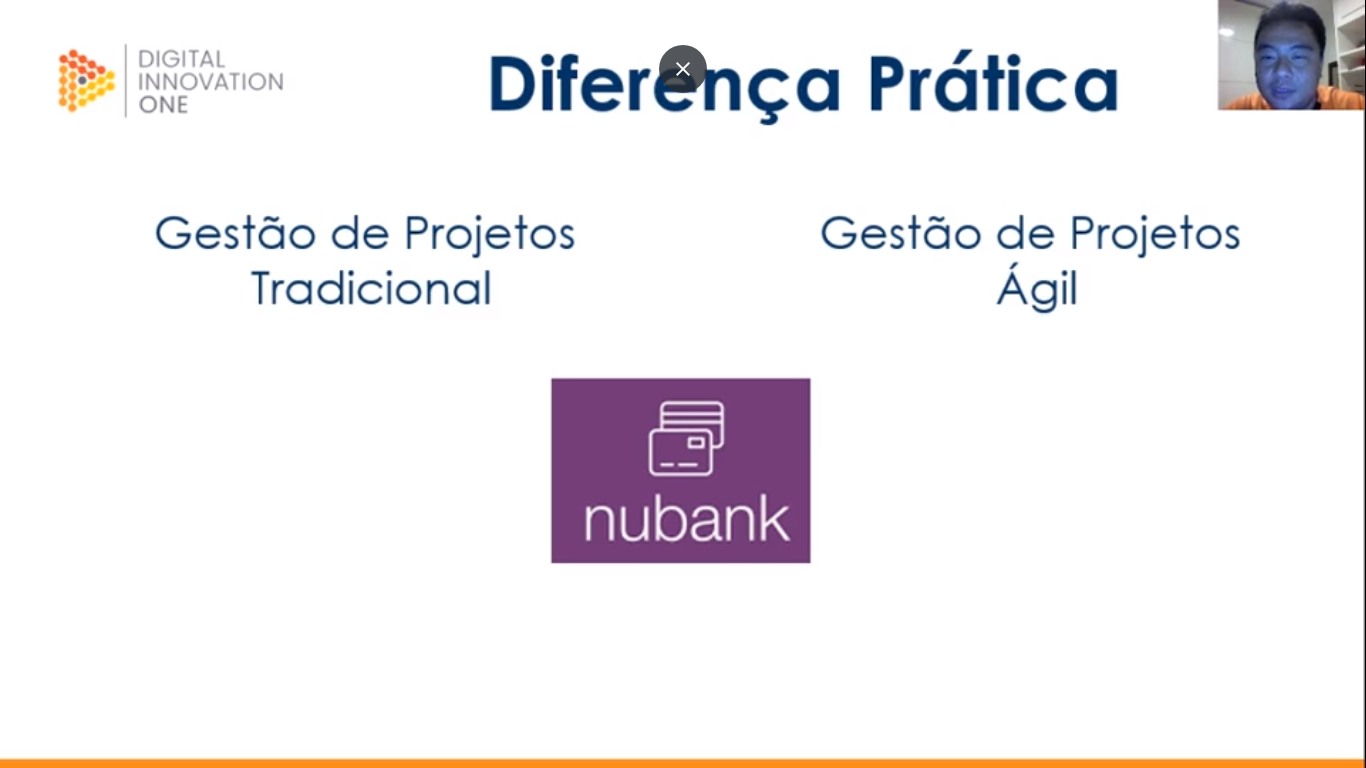 DIGITAL
INNOVATION
ONE
Diferença Prática
Gestão de Projetos
Tradicional
Gestão de Projetos
Ágil
nubank